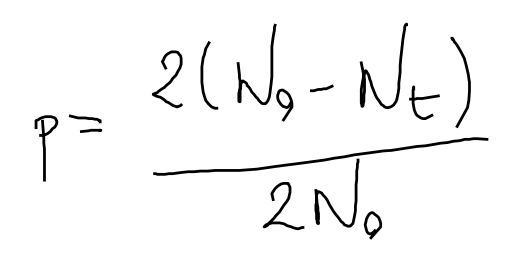 p = 2(N₀ - Nₜ) / 2N₀